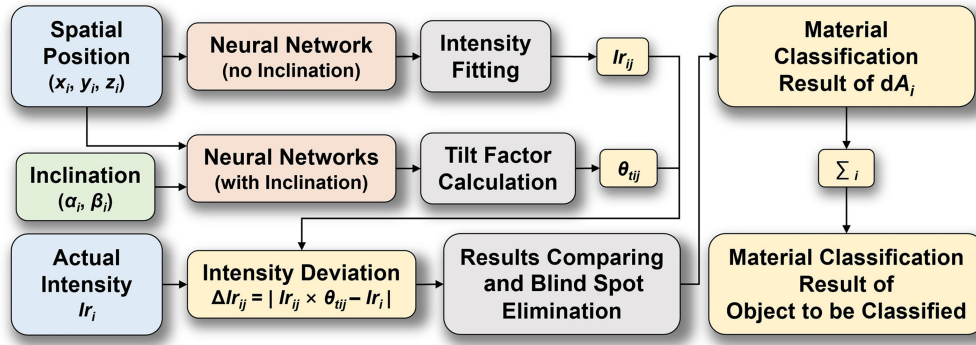 Spatial
Position
(xᵢ, yᵢ, zᵢ)
Neural Network
(no Inclination)
Intensity
Fitting
Irᵢⱼ
Material
Classification
Result of dAᵢ
Inclination
(αᵢ, βᵢ)
Neural Networks
(with Inclination)
Tilt Factor
Calculation
θₜᵢⱼ
∑ ᵢ
Actual
Intensity
Irᵢ
Intensity Deviation
ΔIrᵢⱼ = | Irᵢⱼ × θₜᵢⱼ – Irᵢ |
Results Comparing
and Blind Spot
Elimination
Material Classification
Result of
Object to be Classified